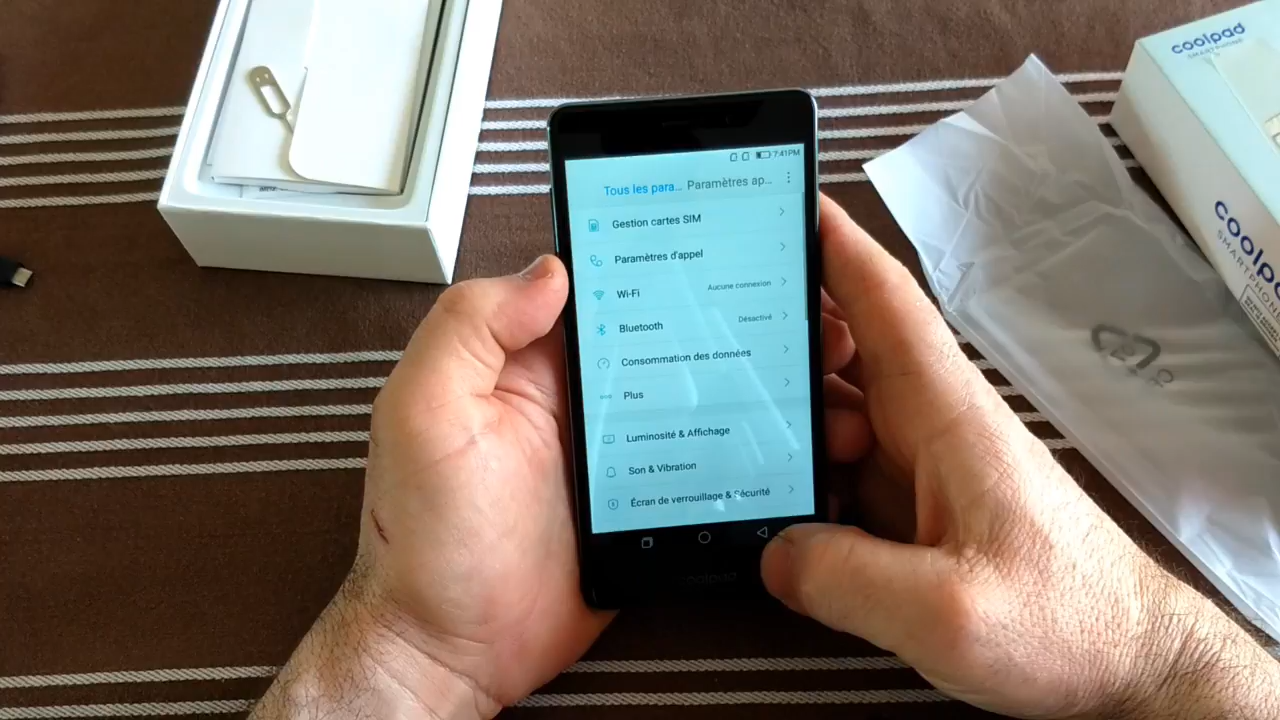 coolpad
SMARTPHONE
7:41PM
Tous les para... Paramètres ap...
Gestion cartes SIM
Paramètres d'appel
Wi-Fi Aucune connexion
Bluetooth Désactivé
Consommation des données
Plus
Luminosité & Affichage
Son & Vibration
Écran de verrouillage & Sécurité
coolpad